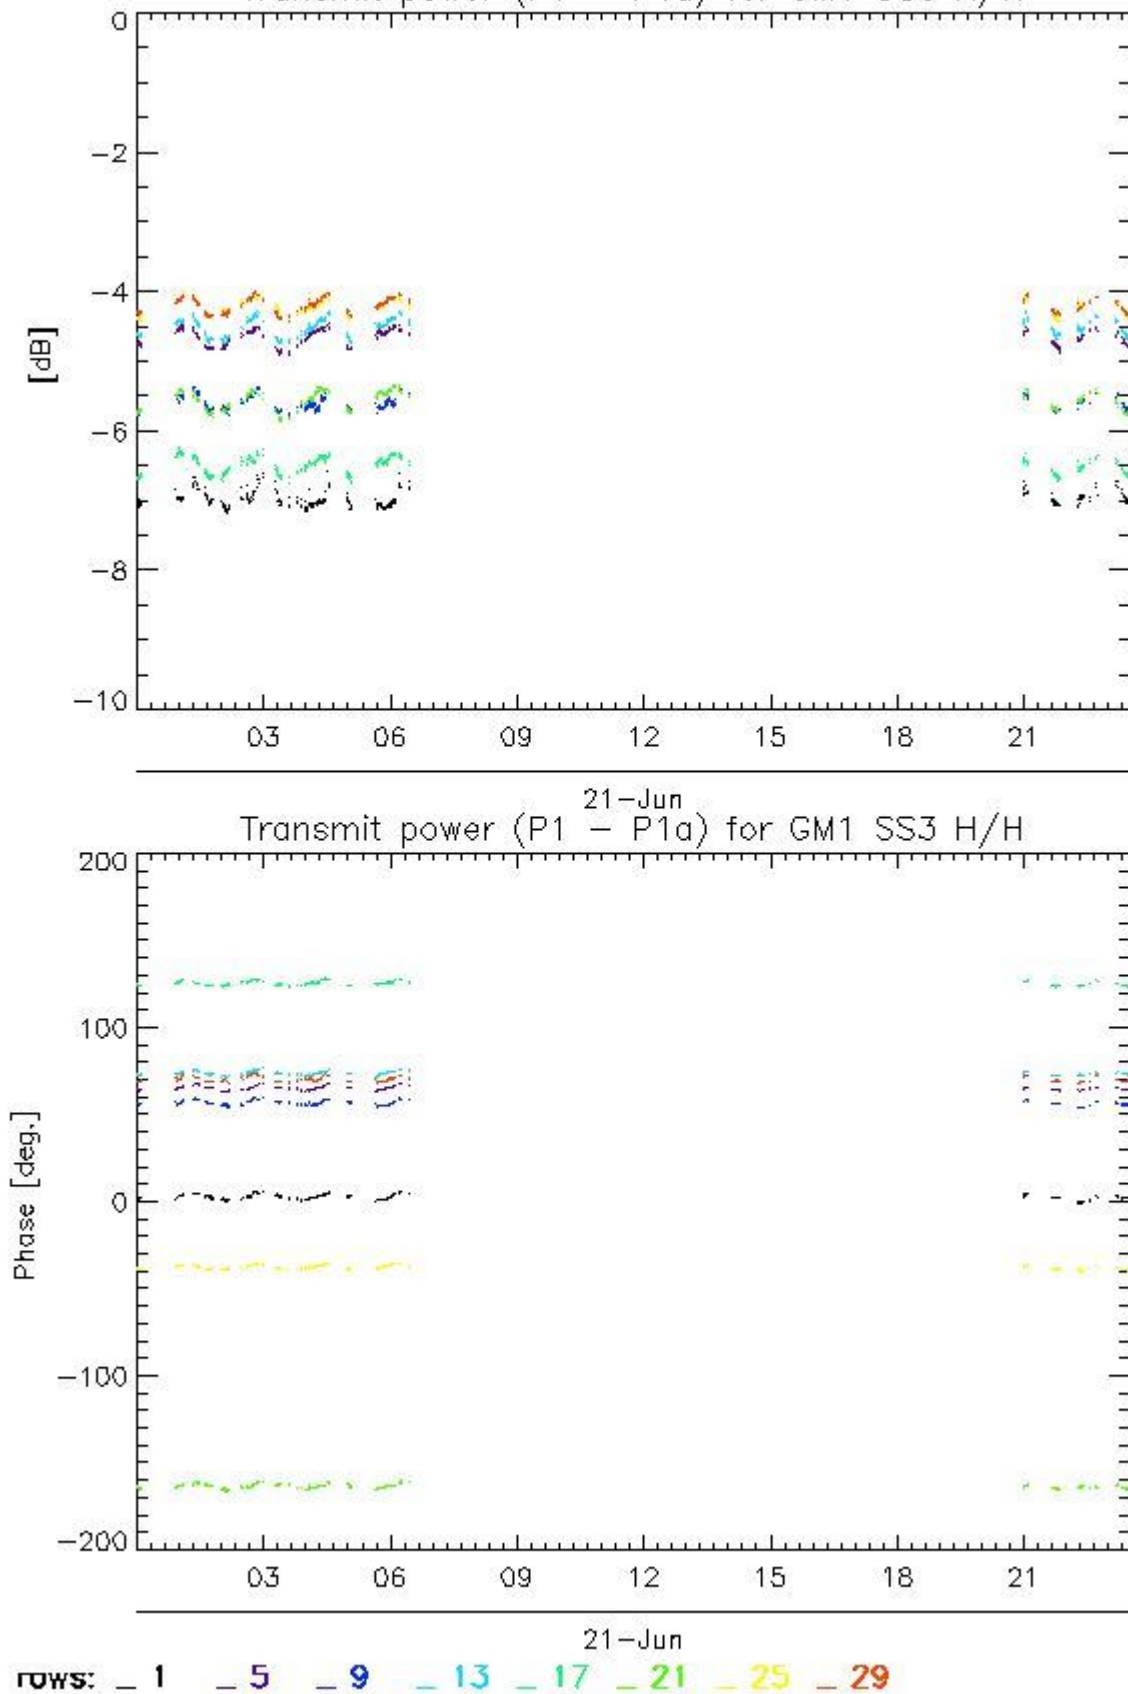 0
-2
-4
-6
-8
-10
[dB]
03 06 09 12 15 18 21
21-Jun
Transmit power (P1 - P1a) for GM1 SS3 H/H
200
100
0
-100
-200
Phase [deg.]
03 06 09 12 15 18 21
21-Jun
rows: _ 1 _ 5 _ 9 _ 13 _ 17 _ 21 _ 25 _ 29